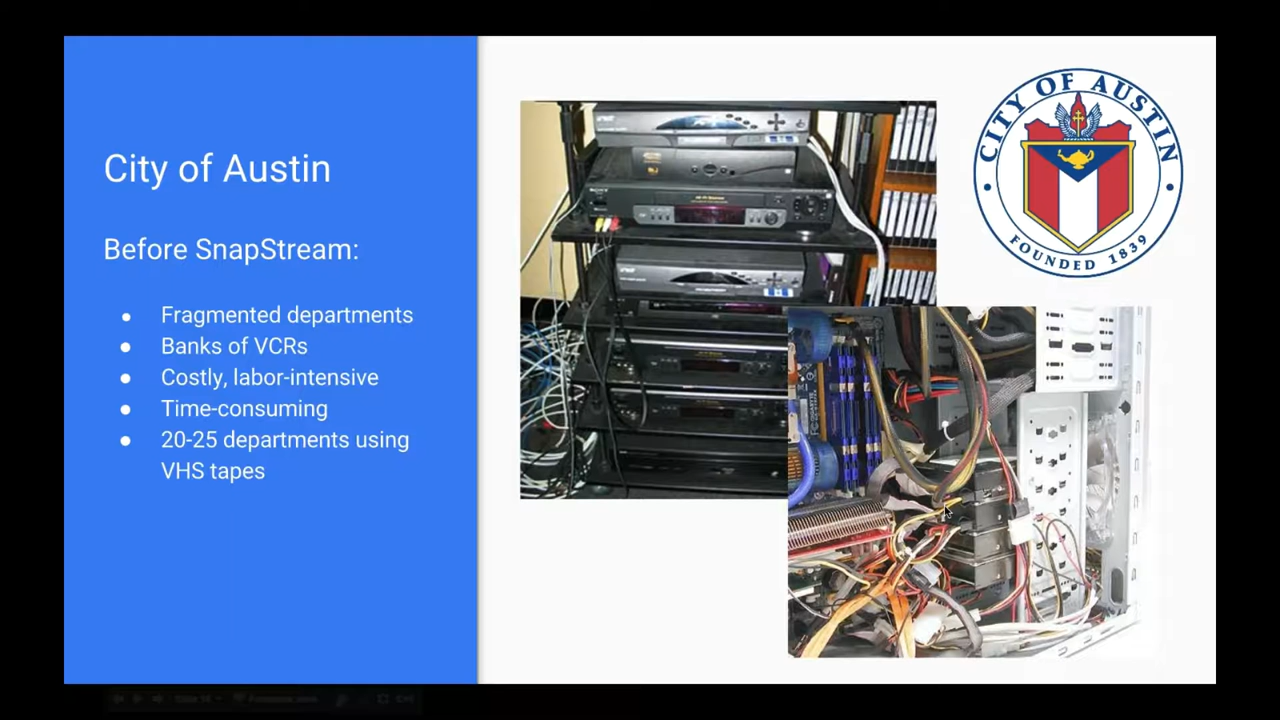 City of Austin
Before SnapStream:
● Fragmented departments
● Banks of VCRs
● Costly, labor-intensive
● Time-consuming
● 20-25 departments using
VHS tapes
CITY OF AUSTIN
FOUNDED 1839